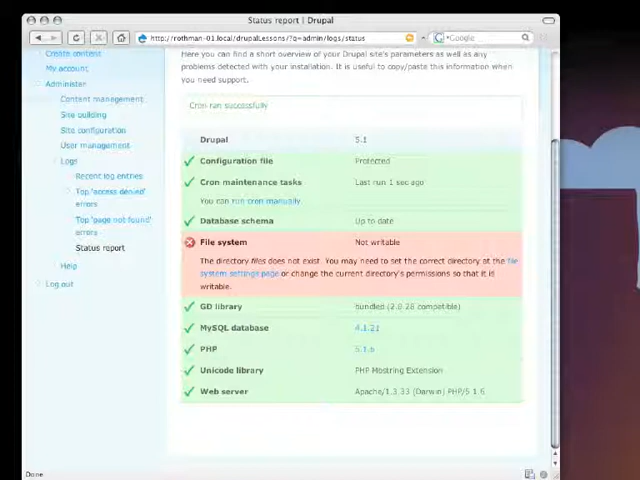 Status report | Drupal
http://rothman-01.local/drupalLessons/?q=admin/logs/status
Google
Create content
My account
Administer
Content management
Site building
Site configuration
User management
Logs
Recent log entries
Top 'access denied'
errors
Top 'page not found'
errors
Status report
Help
Log out
Here you can find a short overview of your Drupal site's parameters as well as any
problems detected with your installation. It is useful to copy/paste this information when
you need support.
Cron ran successfully
Drupal 5.1
Configuration file Protected
Cron maintenance tasks Last run 1 sec ago
You can run cron manually.
Database schema Up to date
File system Not writable
The directory files does not exist. You may need to set the correct directory at the file
system settings page or change the current directory's permissions so that it is
writable.
GD library bundled (2.0.28 compatible)
MySQL database 4.1.21
PHP 5.1.6
Unicode library PHP Mbstring Extension
Web server Apache/1.3.33 (Darwin) PHP/5.1.6
Done